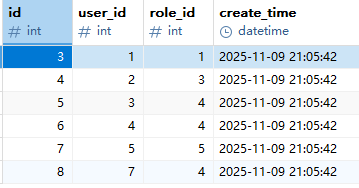 id user_id role_id create_time
# int # int # int datetime
3 1 1 2025-11-09 21:05:42
4 2 3 2025-11-09 21:05:42
5 3 4 2025-11-09 21:05:42
6 4 4 2025-11-09 21:05:42
7 5 5 2025-11-09 21:05:42
8 7 4 2025-11-09 21:05:42